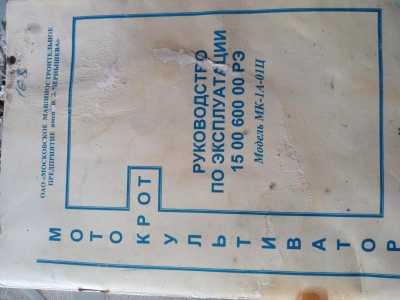 ОАО «МОСКОВСКОЕ МАШИНОСТРОИТЕЛЬНОЕ
ПРЕДПРИЯТИЕ имени В. В. ЧЕРНЫШЕВА»
М
О
Т
О
КРОТ
У
Л
Ь
Т
И
В
А
Т
О
Р
РУКОВОДСТВО
ПО ЭКСПЛУАТАЦИИ
15 00 600 00 РЭ
Модель МК-1А-01Ц